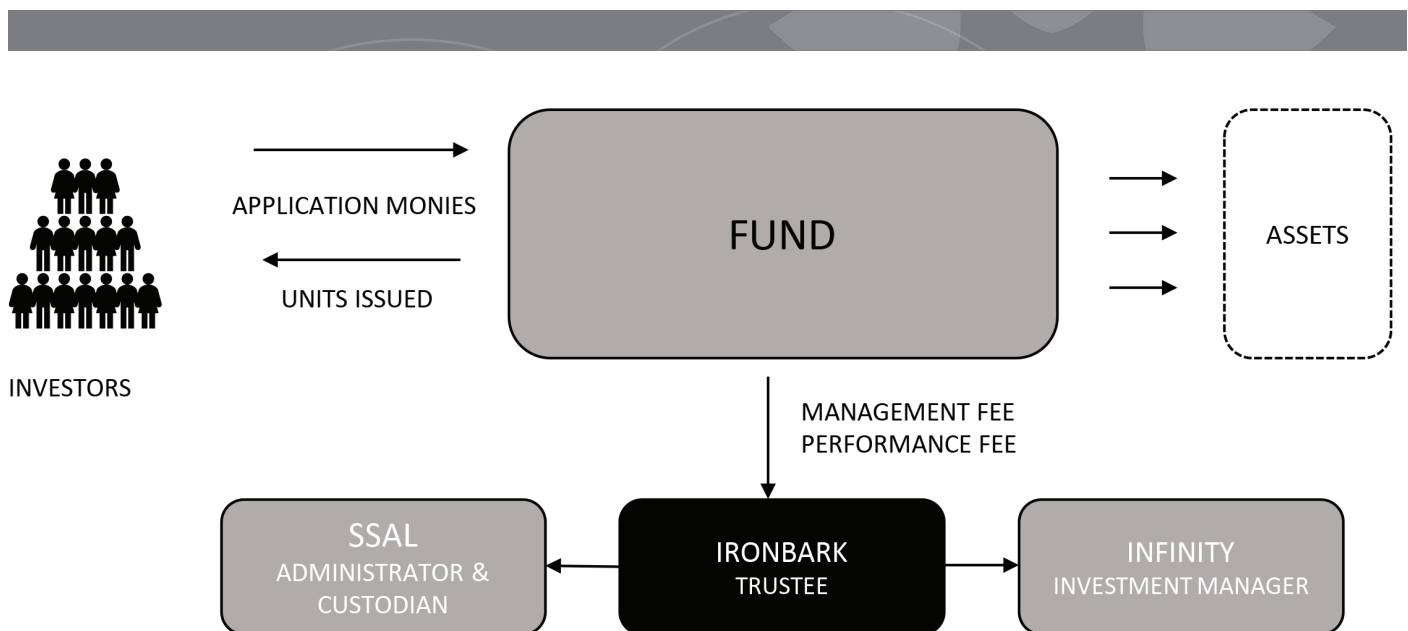 APPLICATION MONIES
UNITS ISSUED
INVESTORS
FUND
ASSETS
MANAGEMENT FEE
PERFORMANCE FEE
SSAL
ADMINISTRATOR &
CUSTODIAN
IRONBARK
TRUSTEE
INFINITY
INVESTMENT MANAGER